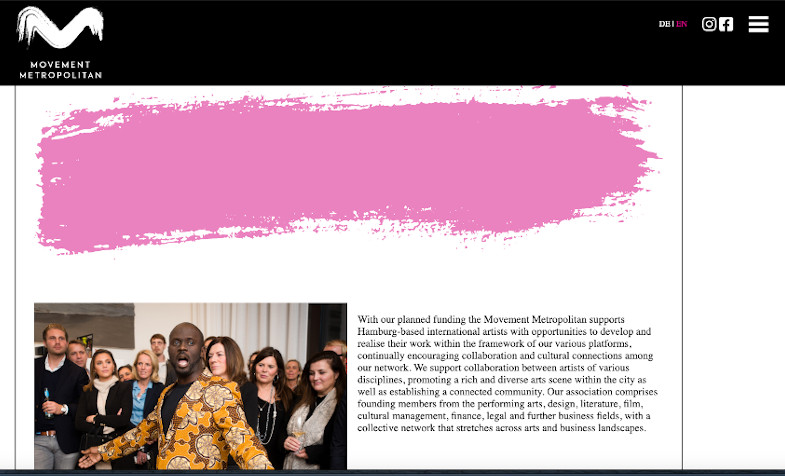 DE | EN
MOVEMENT
METROPOLITAN
With our planned funding the Movement Metropolitan supports
Hamburg-based international artists with opportunities to develop and
realise their work within the framework of our various platforms,
continually encouraging collaboration and cultural connections among
our network. We support collaboration between artists of various
disciplines, promoting a rich and diverse arts scene within the city as
well as establishing a connected community. Our association comprises
founding members from the performing arts, design, literature, film,
cultural management, finance, legal and further business fields, with a
collective network that stretches across arts and business landscapes.